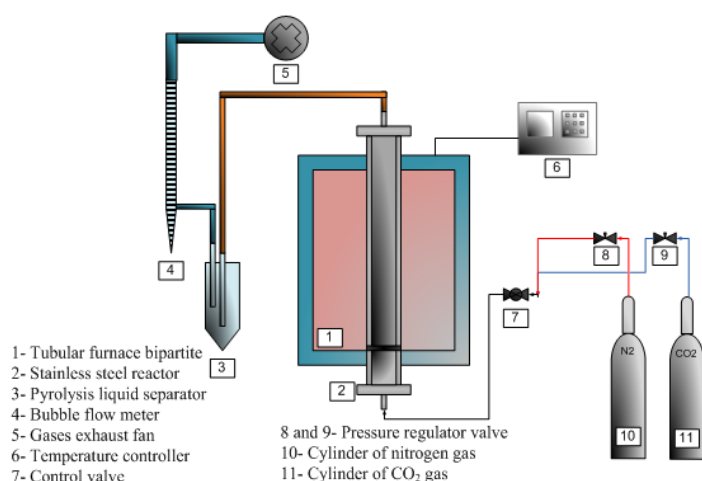 5
6
8
9
4
7
1
3
2
N2
CO2
10
11
1- Tubular furnace bipartite
2- Stainless steel reactor
3- Pyrolysis liquid separator
4- Bubble flow meter
5- Gases exhaust fan
6- Temperature controller
7- Control valve
8 and 9- Pressure regulator valve
10- Cylinder of nitrogen gas
11- Cylinder of CO₂ gas